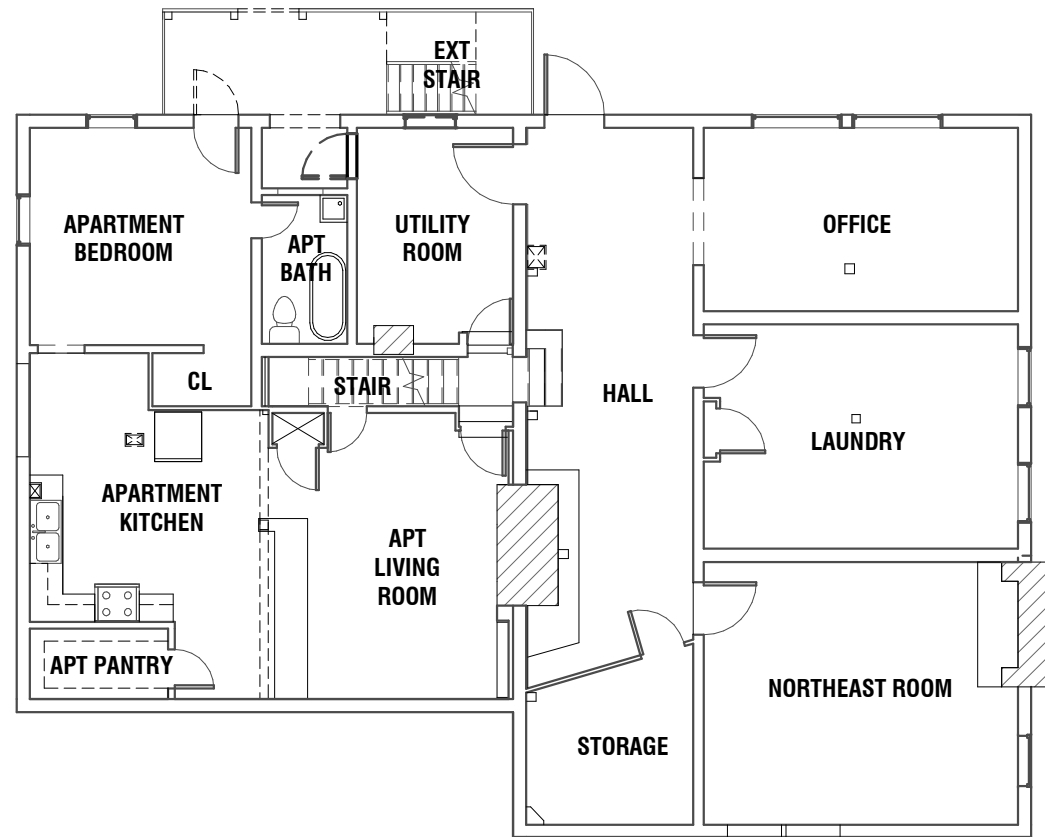 EXT
STAIR
APARTMENT
BEDROOM
APT
BATH
UTILITY
ROOM
OFFICE
CL
STAIR
HALL
LAUNDRY
APARTMENT
KITCHEN
APT
LIVING
ROOM
APT PANTRY
NORTHEAST ROOM
STORAGE